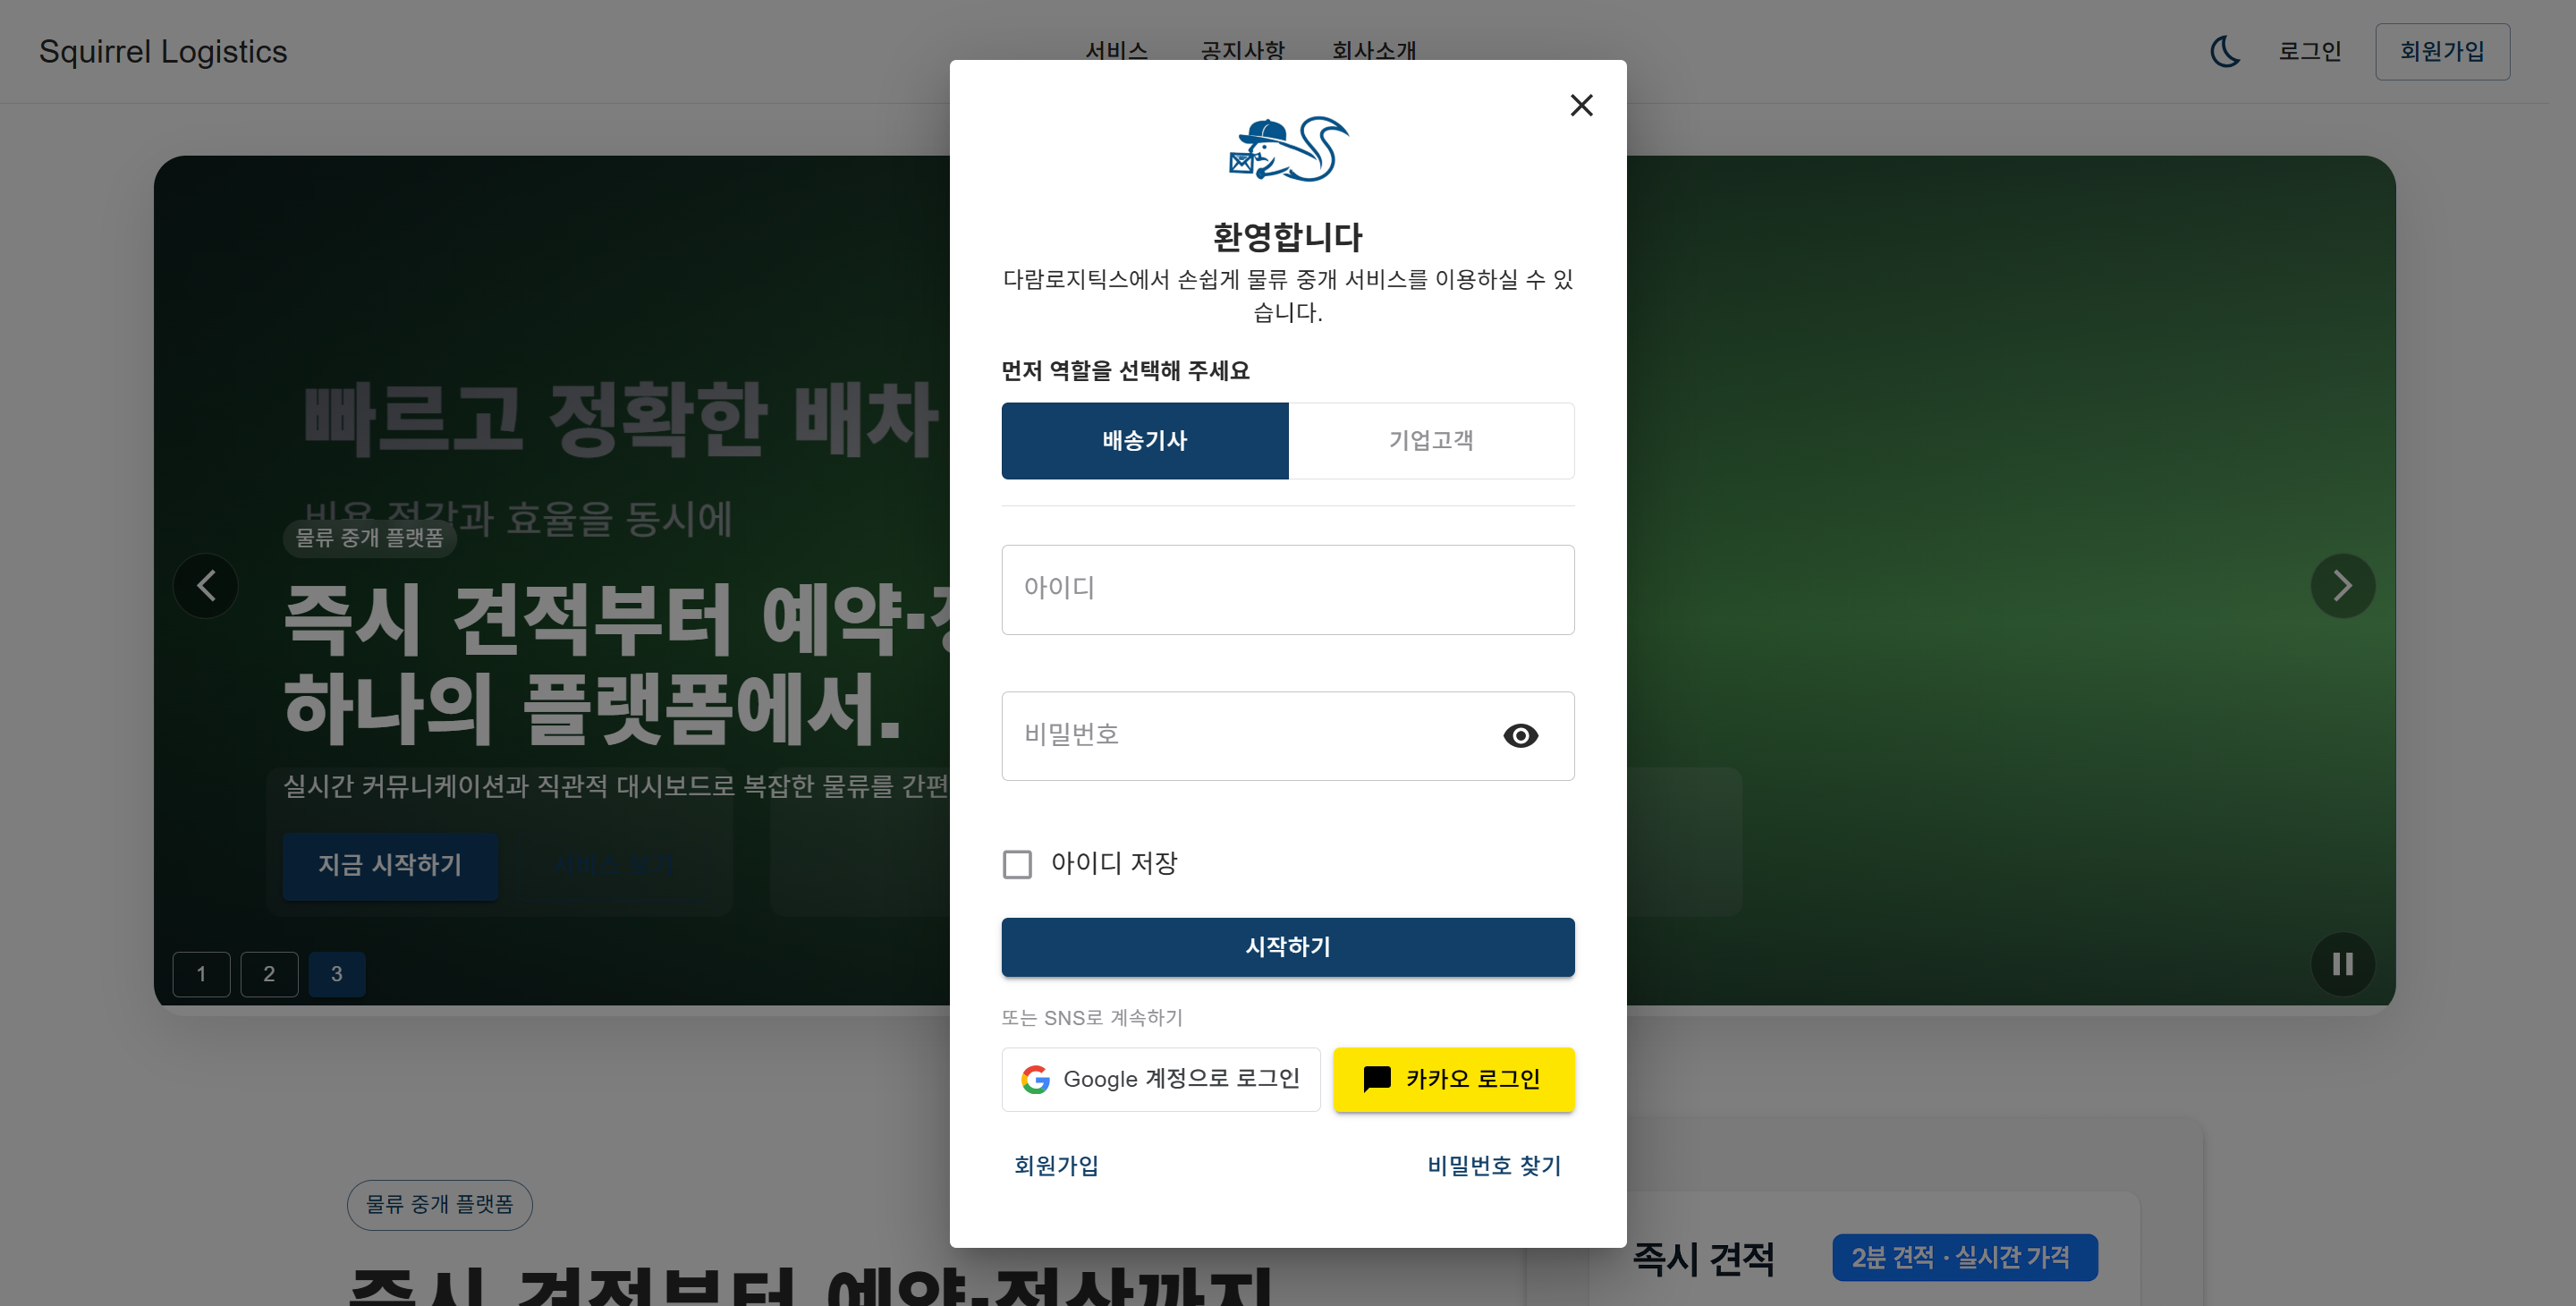 Squirrel Logistics
서비스 공지사항 회사소개
로그인 회원가입
환영합니다
다람로지틱스에서 손쉽게 물류 중개 서비스를 이용하실 수 있
습니다.
먼저 역할을 선택해 주세요
배송기사 기업고객
아이디
비밀번호
아이디 저장
시작하기
또는 SNS로 계속하기
Google 계정으로 로그인 카카오 로그인
회원가입 비밀번호 찾기
빠르고 정확한 배차
비용 절감과 효율을 동시에
물류 중개 플랫폼
즉시 견적부터 예약·
하나의 플랫폼에서.
실시간 커뮤니케이션과 직관적 대시보드로 복잡한 물류를 간편
지금 시작하기 서비스 보기
1 2 3
물류 중개 플랫폼
즉시 견적부터 예약·정산까지
즉시 견적 2분 견적 · 실시간 가격